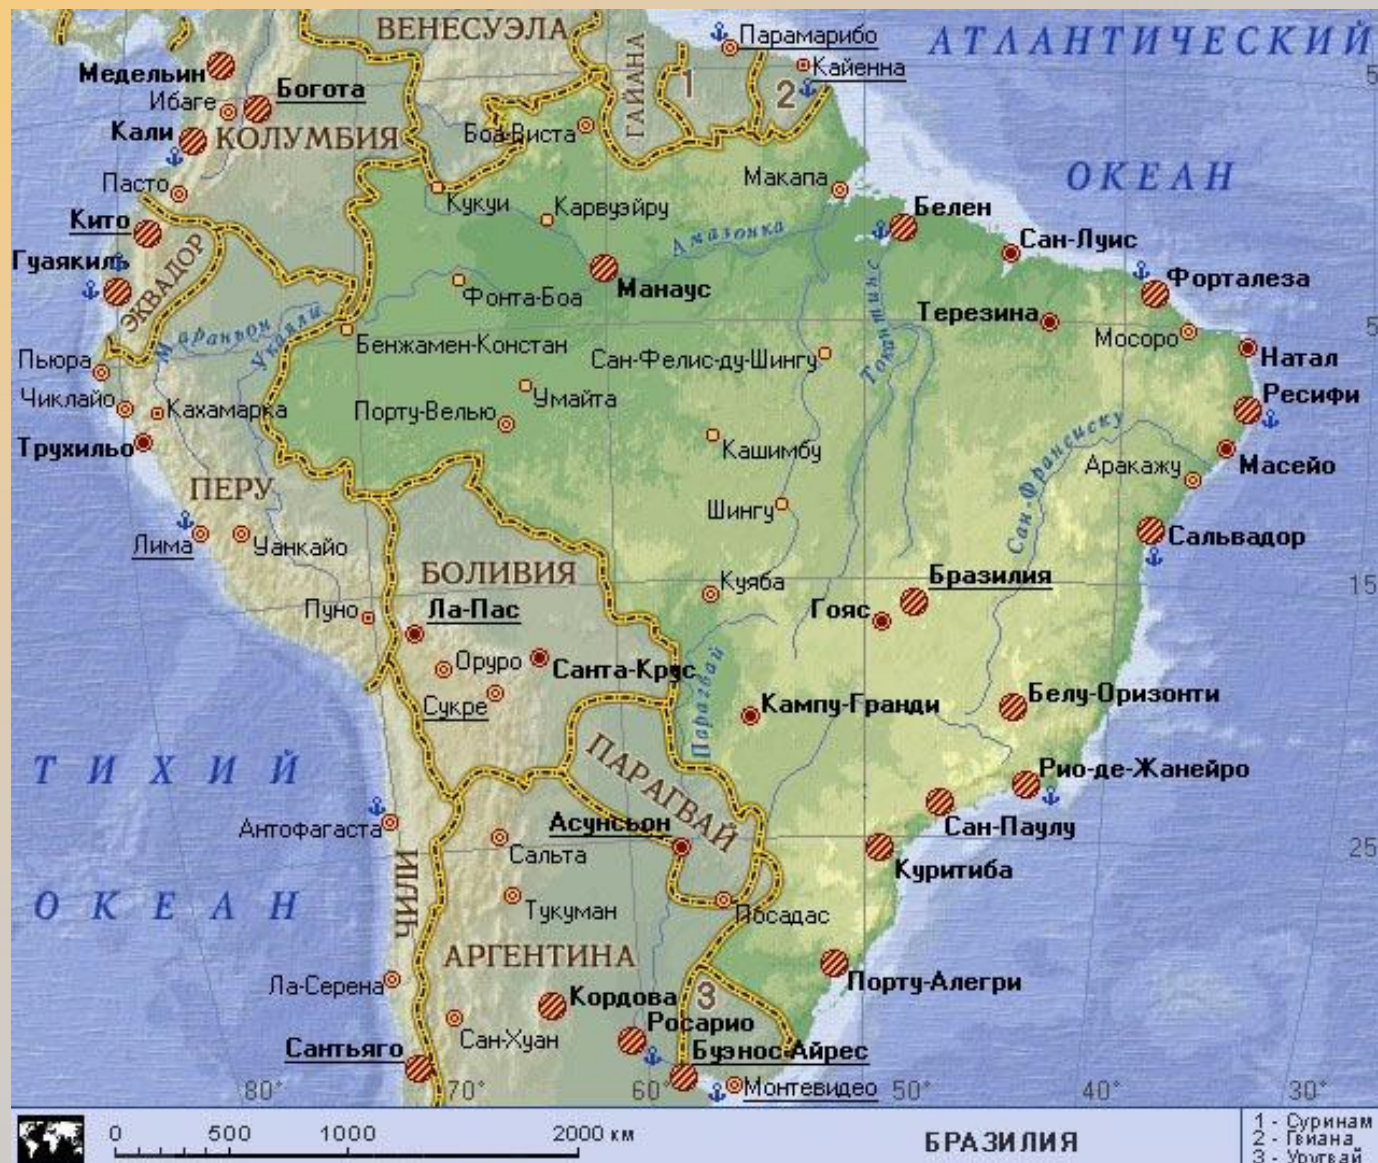 ВЕНЕСУЭЛА
Парамарибо
АТЛАНТИЧЕСКИЙ
ОКЕАН
Медельин
Ибаге
Богота
ГАЙАНА
1
2
Кайенна
5
Кали
КОЛУМБИЯ
Боа-Виста
Пасто
Кукуи
Карвуэйру
Макапа
Кито
Амазонка
Белен
Сан-Луис
Гуаякиль
ЭКВАДОР
Манаус
Фонта-Боа
Форталеза
Мараньон
Укаяли
Токантинс
Терезина
Мосоро
Бенжамен-Констан
Сан-Фелис-ду-Шингу
Натал
5
Пьюра
Чиклайо
Кахамарка
Порту-Велью
Умайта
Ресифи
Трухильо
Кашимбу
Сан-Франсиску
Аракажу
Масейо
ПЕРУ
Шингу
Лима
Уанкайо
Сальвадор
БОЛИВИЯ
Куяба
Бразилия
15
Пуно
Ла-Пас
Гояс
Оруро
Санта-Крус
Сукре
Парагвай
Кампу-Гранди
Белу-Оризонти
ТИХИЙ
ОКЕАН
ПАРАГВАЙ
Рио-де-Жанейро
Антофагаста
Асунсьон
Сан-Паулу
Сальта
Куритиба
25
ЧИЛИ
Тукуман
Посадас
АРГЕНТИНА
Ла-Серена
Кордова
3
Порту-Алегри
Сан-Хуан
Росарио
Сантьяго
Буэнос-Айрес
Монтевидео
80°
70°
60°
50°
40°
30°
0 500 1000 2000 км
БРАЗИЛИЯ
1 - Суринам
2 - Гвиана
3 - Уругвай